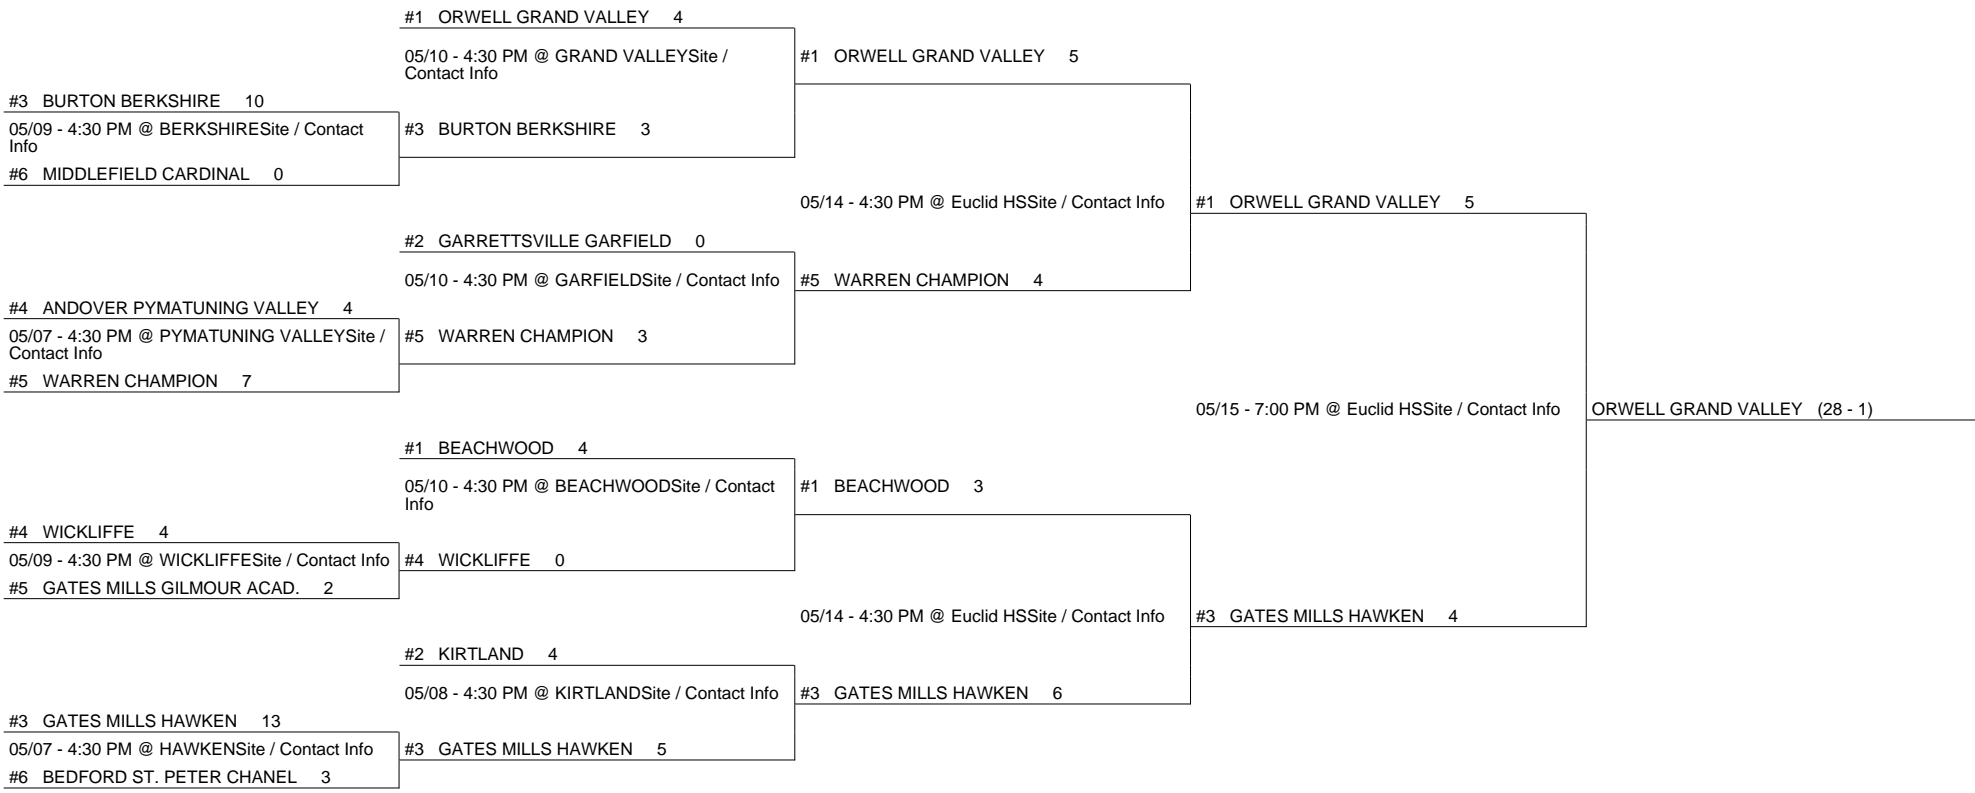 #1 ORWELL GRAND VALLEY 4
05/10 - 4:30 PM @ GRAND VALLEYSite /
Contact Info
#1 ORWELL GRAND VALLEY 5
#3 BURTON BERKSHIRE 10
05/09 - 4:30 PM @ BERKSHIRESite / Contact
Info
#3 BURTON BERKSHIRE 3
#6 MIDDLEFIELD CARDINAL 0
05/14 - 4:30 PM @ Euclid HSSite / Contact Info
#1 ORWELL GRAND VALLEY 5
#2 GARRETTSVILLE GARFIELD 0
05/10 - 4:30 PM @ GARFIELDSite / Contact Info
#5 WARREN CHAMPION 4
#4 ANDOVER PYMATUNING VALLEY 4
05/07 - 4:30 PM @ PYMATUNING VALLEYSite /
Contact Info
#5 WARREN CHAMPION 3
#5 WARREN CHAMPION 7
05/15 - 7:00 PM @ Euclid HSSite / Contact Info
ORWELL GRAND VALLEY (28 - 1)
#1 BEACHWOOD 4
05/10 - 4:30 PM @ BEACHWOODSite / Contact
Info
#1 BEACHWOOD 3
#4 WICKLIFFE 4
05/09 - 4:30 PM @ WICKLIFFESite / Contact Info
#4 WICKLIFFE 0
#5 GATES MILLS GILMOUR ACAD. 2
05/14 - 4:30 PM @ Euclid HSSite / Contact Info
#3 GATES MILLS HAWKEN 4
#2 KIRTLAND 4
05/08 - 4:30 PM @ KIRTLANDSite / Contact Info
#3 GATES MILLS HAWKEN 6
#3 GATES MILLS HAWKEN 13
05/07 - 4:30 PM @ HAWKENSite / Contact Info
#3 GATES MILLS HAWKEN 5
#6 BEDFORD ST. PETER CHANEL 3